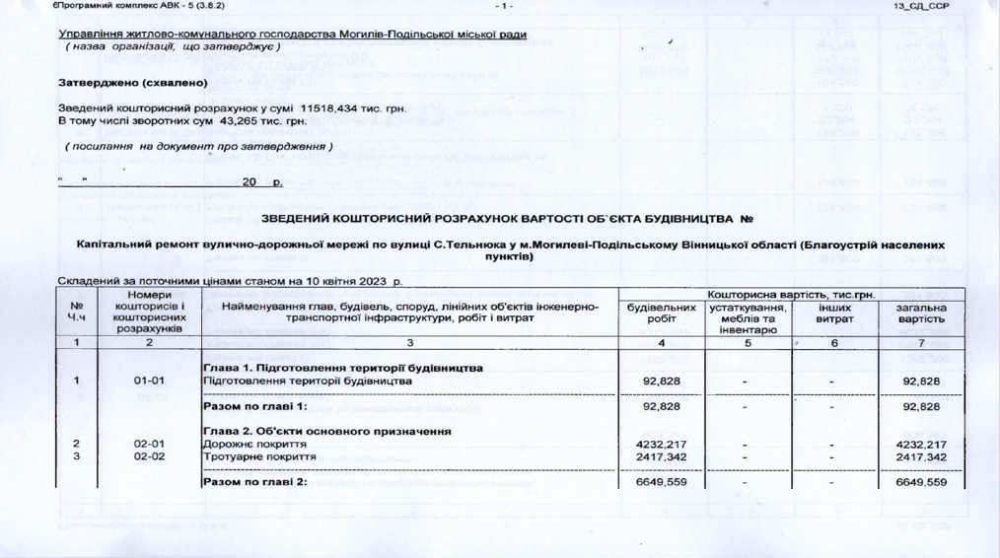 Програмний комплекс АВК - 5 (3.8.2) - 1 - 13_СД_ССР
Управління житлово-комунального господарства Могилів-Подільської міської ради
( назва організації, що затверджує )
Затверджено (схвалено)
Зведений кошторисний розрахунок у сумі 11518,434 тис. грн.
В тому числі зворотних сум 43,265 тис. грн.
( посилання на документ про затвердження )
" " 20 р.
ЗВЕДЕНИЙ КОШТОРИСНИЙ РОЗРАХУНОК ВАРТОСТІ ОБ`ЄКТА БУДІВНИЦТВА №
Капітальний ремонт вулично-дорожньої мережі по вулиці С.Тельнюка у м.Могилеві-Подільському Вінницької області (Благоустрій населених
пунктів)
Складений за поточними цінами станом на 10 квітня 2023 р.
№ Ч.ч
Номери кошторисів і кошторисних розрахунків
Найменування глав, будівель, споруд, лінійних об'єктів інженерно-транспортної інфраструктури, робіт і витрат
Кошторисна вартість, тис.грн.
будівельних робіт
устаткування, меблів та інвентарю
інших витрат
загальна вартість
1 2 3 4 5 6 7
Глава 1. Підготовлення території будівництва
1 01-01 Підготовлення території будівництва 92,828 - - 92,828
Разом по главі 1: 92,828 - - 92,828
Глава 2. Об'єкти основного призначення
2 02-01 Дорожнє покриття 4232,217 - - 4232,217
3 02-02 Тротуарне покриття 2417,342 - - 2417,342
Разом по главі 2: 6649,559 - - 6649,559